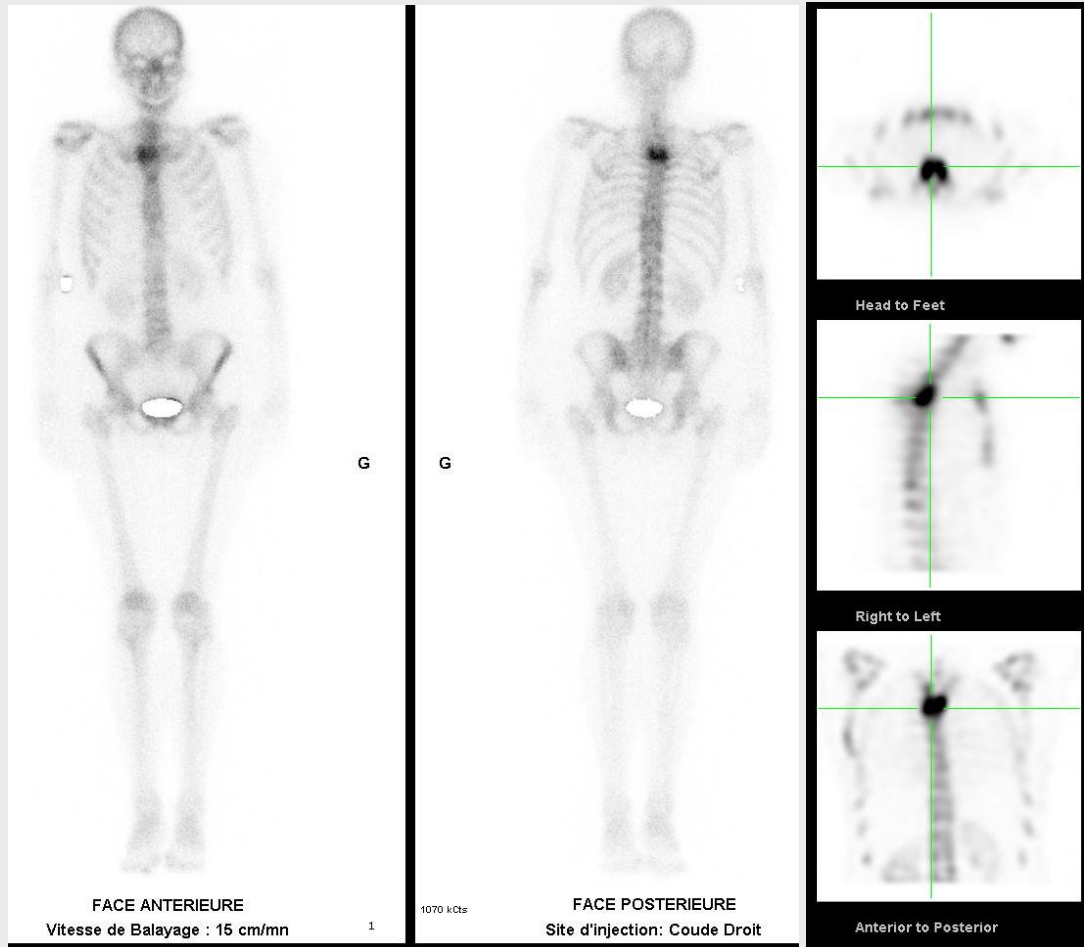 G
G
FACE ANTERIEURE
Vitesse de Balayage : 15 cm/mn
1
1070 kCts
FACE POSTERIEURE
Site d'injection: Coude Droit
Head to Feet
Right to Left
Anterior to Posterior